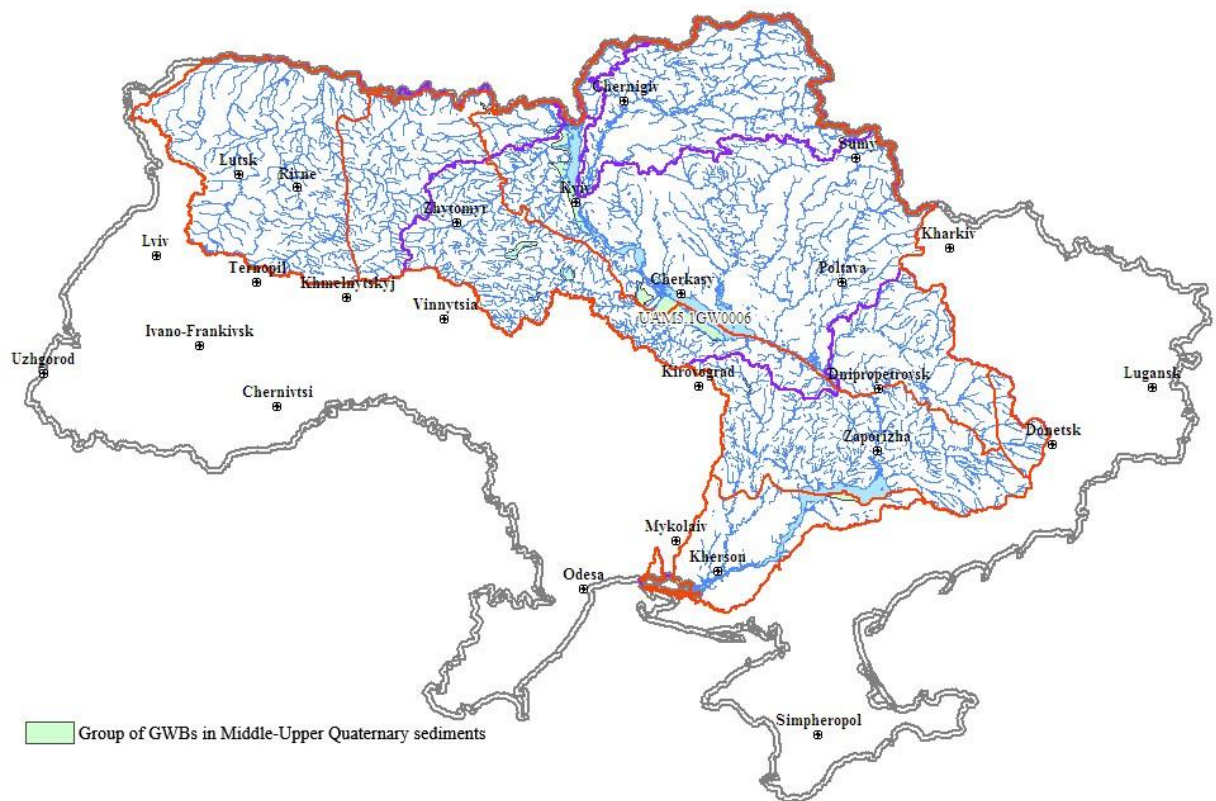 Chernigiv
Sumy
Lutsk
Rivne
Kyiv
Zhytomyr
Kharkiv
Lviv
Ternopil
Khmelnytskyj
Cherkasy
Poltava
Vinnytsia
UAM5.1GW0006
Ivano-Frankivsk
Uzhgorod
Kirovograd
Dnipropetrovsk
Lugansk
Chernivtsi
Zaporizha
Donetsk
Mykolaiv
Kherson
Odesa
Simpheropol
Group of GWBs in Middle-Upper Quaternary sediments